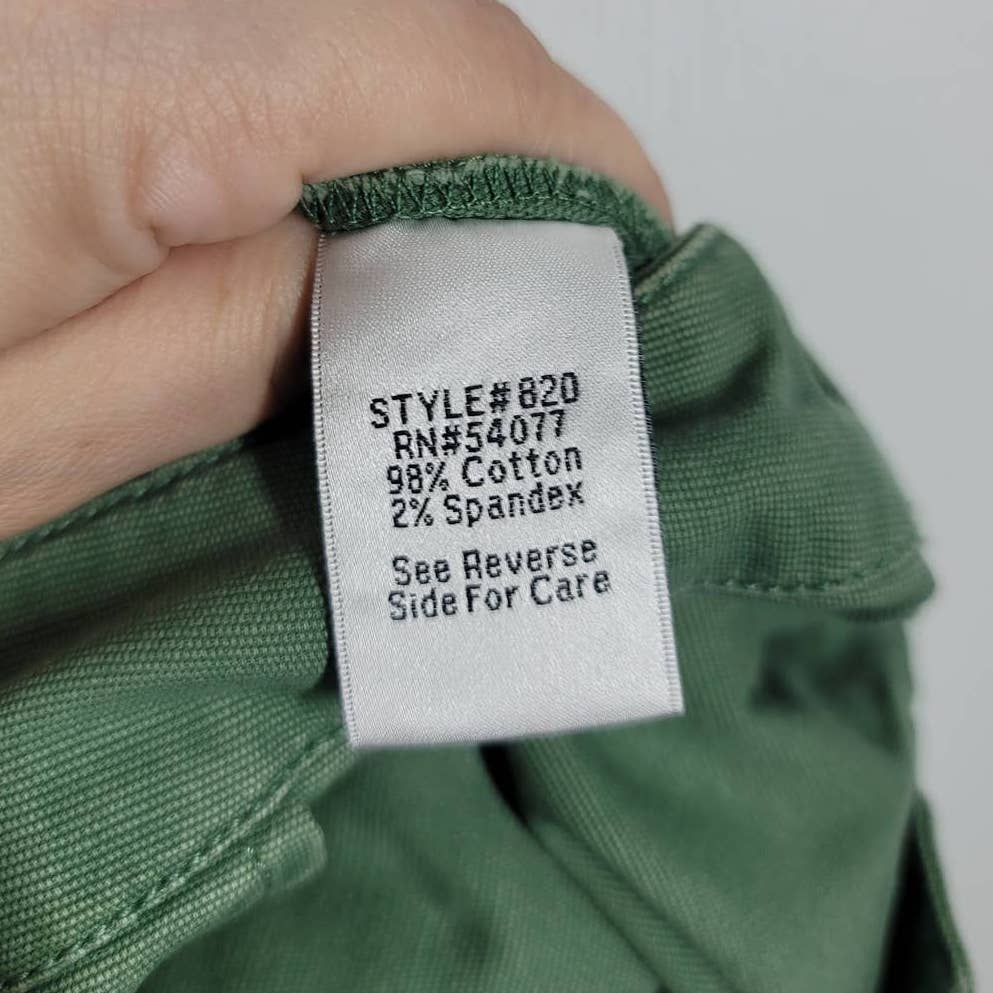 STYLE#820
RN#54077
98% Cotton
2% Spandex
See Reverse
Side For Care